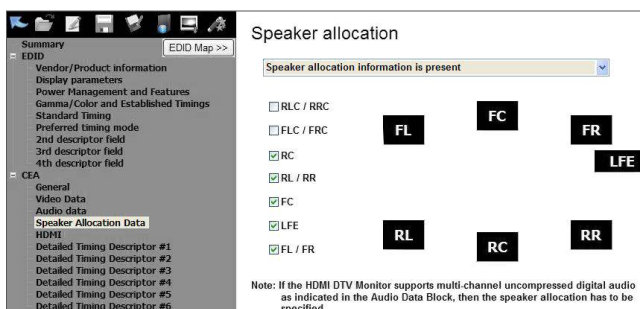 Summary
EDID Map >>
EDID
Vendor/Product information
Display parameters
Power Management and Features
Gamma/Color and Established Timings
Standard Timing
Preferred timing mode
2nd descriptor field
3rd descriptor field
4th descriptor field
CEA
General
Video Data
Audio data
Speaker Allocation Data
HDMI
Detailed Timing Descriptor #1
Detailed Timing Descriptor #2
Detailed Timing Descriptor #3
Detailed Timing Descriptor #4
Detailed Timing Descriptor #5
Detailed Timing Descriptor #6
Speaker allocation
Speaker allocation information is present
RLC / RRC
FLC / FRC
RC
RL / RR
FC
LFE
FL / FR
FL
FC
FR
LFE
RL
RC
RR
Note: If the HDMI DTV Monitor supports multi-channel uncompressed digital audio
as indicated in the Audio Data Block, then the speaker allocation has to be
specified